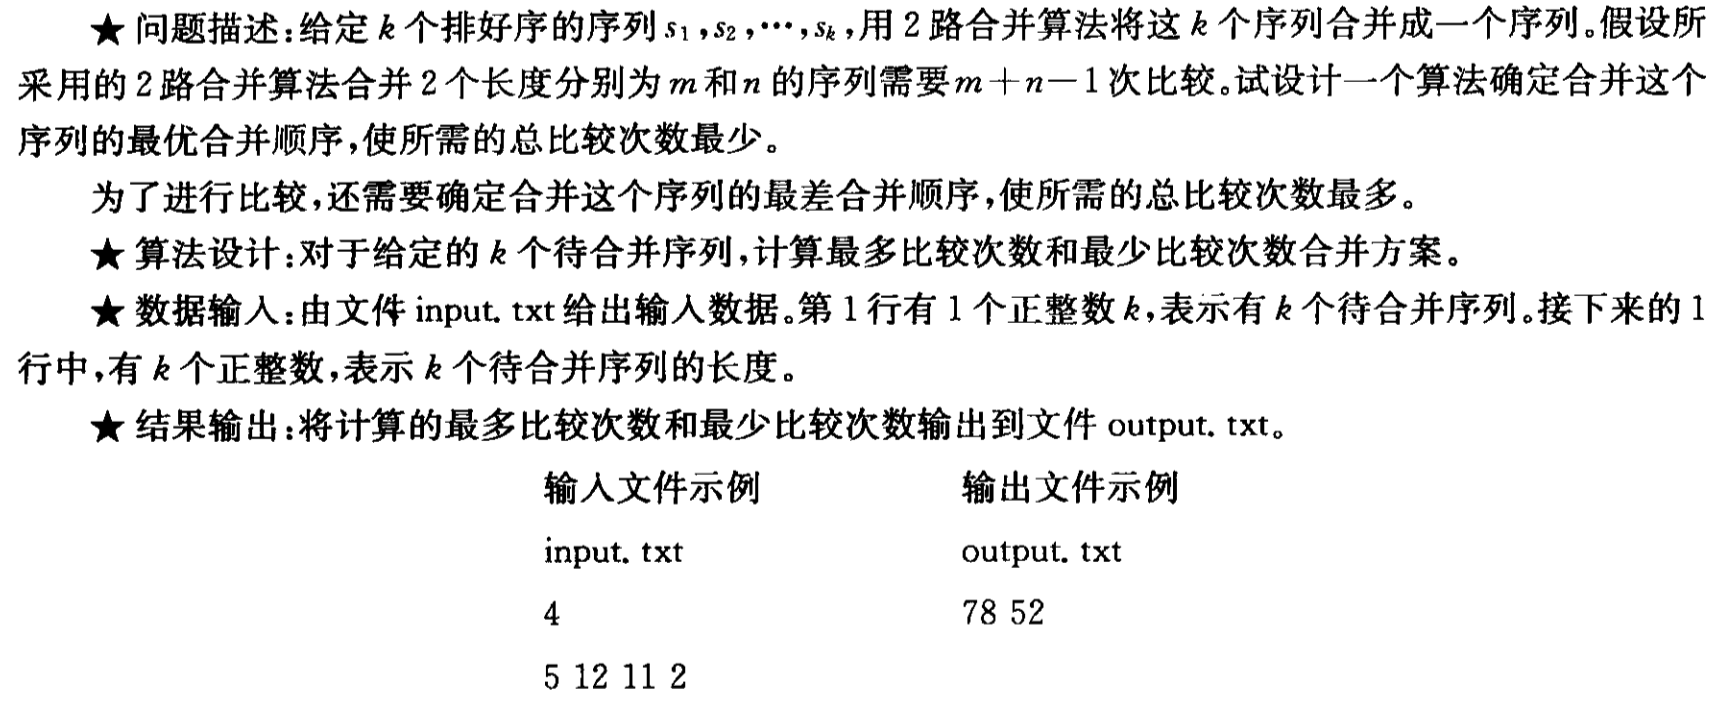 ★ 问题描述:给定 k 个排好序的序列 s₁,s₂,…,sₖ,用 2 路合并算法将这 k 个序列合并成一个序列。假设所
采用的 2 路合并算法合并 2 个长度分别为 m 和 n 的序列需要 m+n-1 次比较。试设计一个算法确定合并这个
序列的最优合并顺序,使所需的总比较次数最少。
为了进行比较,还需要确定合并这个序列的最差合并顺序,使所需的总比较次数最多。
★ 算法设计:对于给定的 k 个待合并序列,计算最多比较次数和最少比较次数合并方案。
★ 数据输入:由文件 input. txt 给出输入数据。第 1 行有 1 个正整数 k,表示有 k 个待合并序列。接下来的 1
行中,有 k 个正整数,表示 k 个待合并序列的长度。
★ 结果输出:将计算的最多比较次数和最少比较次数输出到文件 output. txt。
输入文件示例 输出文件示例
input. txt output. txt
4 78 52
5 12 11 2